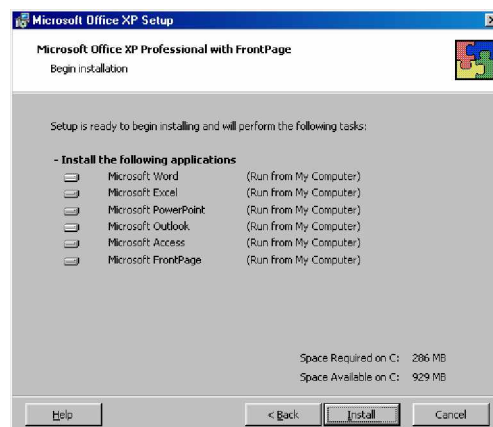 Microsoft Office XP Setup
Microsoft Office XP Professional with FrontPage
Begin installation
Setup is ready to begin installing and will perform the following tasks:
- Install the following applications
Microsoft Word (Run from My Computer)
Microsoft Excel (Run from My Computer)
Microsoft PowerPoint (Run from My Computer)
Microsoft Outlook (Run from My Computer)
Microsoft Access (Run from My Computer)
Microsoft FrontPage (Run from My Computer)
Space Required on C: 286 MB
Space Available on C: 929 MB
Help < Back Install Cancel